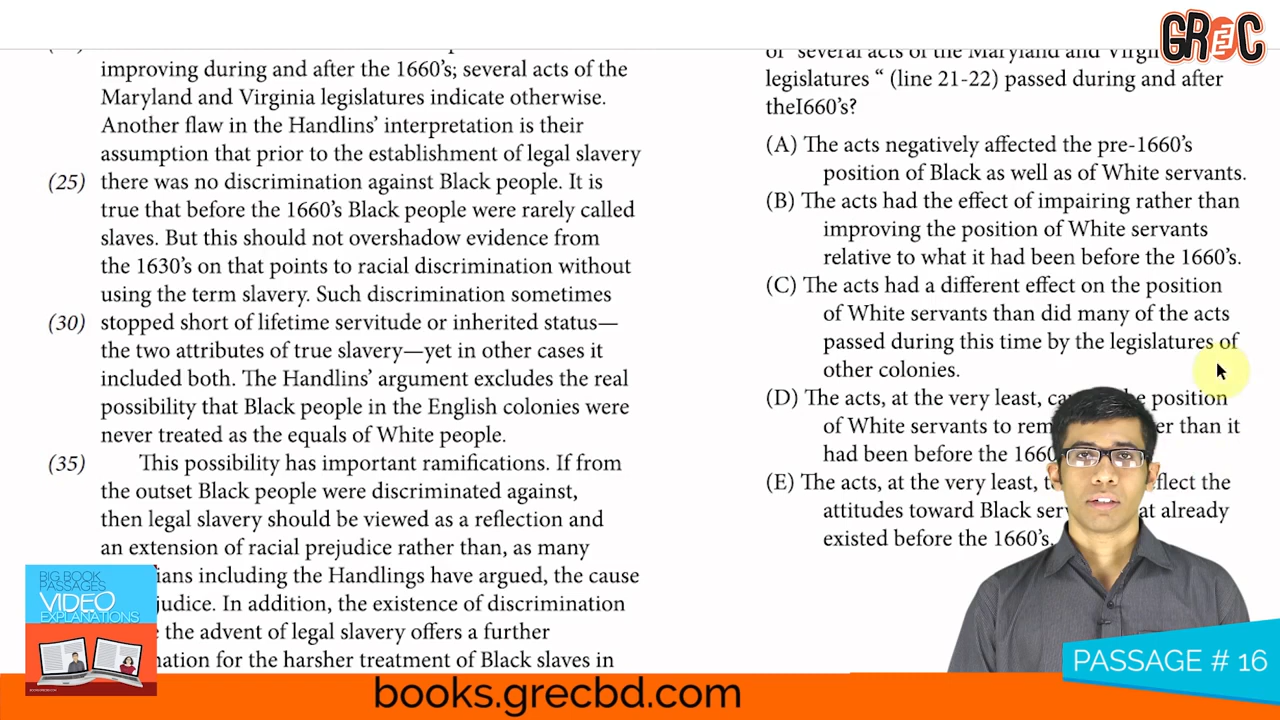 GREC
improving during and after the 1660's; several acts of the
Maryland and Virginia legislatures indicate otherwise.
Another flaw in the Handlins' interpretation is their
assumption that prior to the establishment of legal slavery
(25) there was no discrimination against Black people. It is
true that before the 1660's Black people were rarely called
slaves. But this should not overshadow evidence from
the 1630's on that points to racial discrimination without
using the term slavery. Such discrimination sometimes
(30) stopped short of lifetime servitude or inherited status—
the two attributes of true slavery—yet in other cases it
included both. The Handlins' argument excludes the real
possibility that Black people in the English colonies were
never treated as the equals of White people.
(35) This possibility has important ramifications. If from
the outset Black people were discriminated against,
then legal slavery should be viewed as a reflection and
an extension of racial prejudice rather than, as many
ians including the Handlings have argued, the cause
judice. In addition, the existence of discrimination
e the advent of legal slavery offers a further
nation for the harsher treatment of Black slaves in
of "several acts of the Maryland and Virgin
legislatures “ (line 21-22) passed during and after
theI660's?
(A) The acts negatively affected the pre-1660's
position of Black as well as of White servants.
(B) The acts had the effect of impairing rather than
improving the position of White servants
relative to what it had been before the 1660's.
(C) The acts had a different effect on the position
of White servants than did many of the acts
passed during this time by the legislatures of
other colonies.
(D) The acts, at the very least, ca he position
of White servants to rem er than it
had been before the 1660
(E) The acts, at the very least, t eflect the
attitudes toward Black ser at already
existed before the 1660's.
BIG BOOK
PASSAGES
VIDEO
EXPLANATIONS
PASSAGE # 16
books.grecbd.com